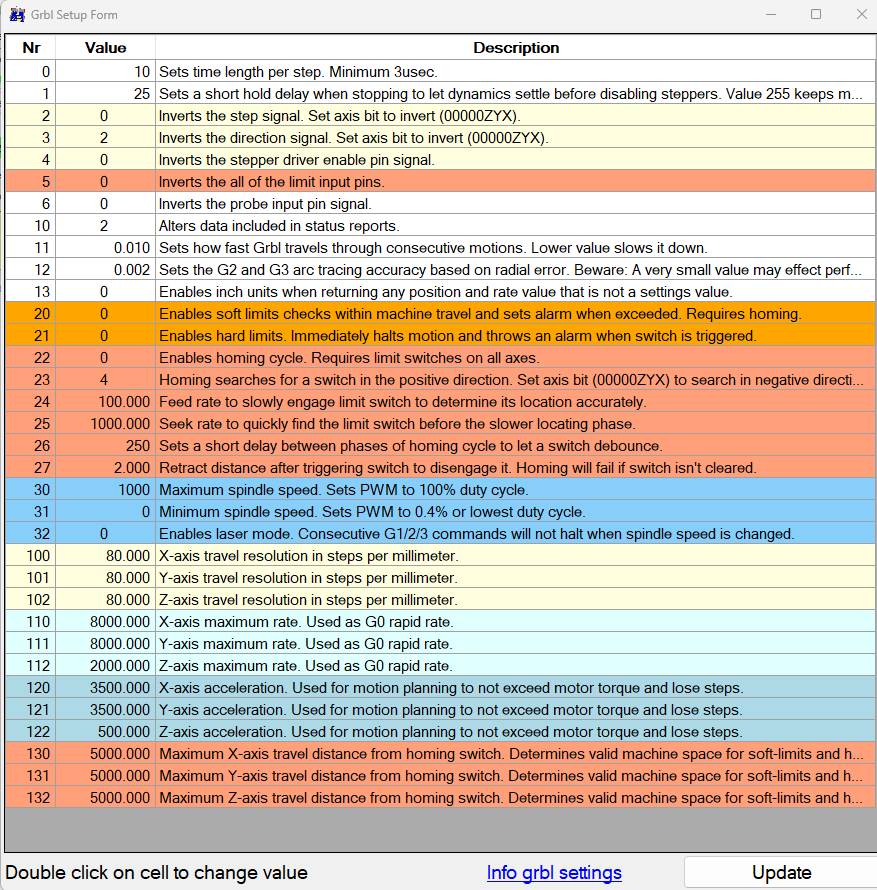 Grbl Setup Form
Nr Value Description
0 10 Sets time length per step. Minimum 3usec.
1 25 Sets a short hold delay when stopping to let dynamics settle before disabling steppers. Value 255 keeps m...
2 0 Inverts the step signal. Set axis bit to invert (00000ZYX).
3 2 Inverts the direction signal. Set axis bit to invert (00000ZYX).
4 0 Inverts the stepper driver enable pin signal.
5 0 Inverts the all of the limit input pins.
6 0 Inverts the probe input pin signal.
10 2 Alters data included in status reports.
11 0.010 Sets how fast Grbl travels through consecutive motions. Lower value slows it down.
12 0.002 Sets the G2 and G3 arc tracing accuracy based on radial error. Beware: A very small value may effect perf...
13 0 Enables inch units when returning any position and rate value that is not a settings value.
20 0 Enables soft limits checks within machine travel and sets alarm when exceeded. Requires homing.
21 0 Enables hard limits. Immediately halts motion and throws an alarm when switch is triggered.
22 0 Enables homing cycle. Requires limit switches on all axes.
23 4 Homing searches for a switch in the positive direction. Set axis bit (00000ZYX) to search in negative directi...
24 100.000 Feed rate to slowly engage limit switch to determine its location accurately.
25 1000.000 Seek rate to quickly find the limit switch before the slower locating phase.
26 250 Sets a short delay between phases of homing cycle to let a switch debounce.
27 2.000 Retract distance after triggering switch to disengage it. Homing will fail if switch isn't cleared.
30 1000 Maximum spindle speed. Sets PWM to 100% duty cycle.
31 0 Minimum spindle speed. Sets PWM to 0.4% or lowest duty cycle.
32 0 Enables laser mode. Consecutive G1/2/3 commands will not halt when spindle speed is changed.
100 80.000 X-axis travel resolution in steps per millimeter.
101 80.000 Y-axis travel resolution in steps per millimeter.
102 80.000 Z-axis travel resolution in steps per millimeter.
110 8000.000 X-axis maximum rate. Used as G0 rapid rate.
111 8000.000 Y-axis maximum rate. Used as G0 rapid rate.
112 2000.000 Z-axis maximum rate. Used as G0 rapid rate.
120 3500.000 X-axis acceleration. Used for motion planning to not exceed motor torque and lose steps.
121 3500.000 Y-axis acceleration. Used for motion planning to not exceed motor torque and lose steps.
122 500.000 Z-axis acceleration. Used for motion planning to not exceed motor torque and lose steps.
130 5000.000 Maximum X-axis travel distance from homing switch. Determines valid machine space for soft-limits and h...
131 5000.000 Maximum Y-axis travel distance from homing switch. Determines valid machine space for soft-limits and h...
132 5000.000 Maximum Z-axis travel distance from homing switch. Determines valid machine space for soft-limits and h...
Double click on cell to change value Info grbl settings Update